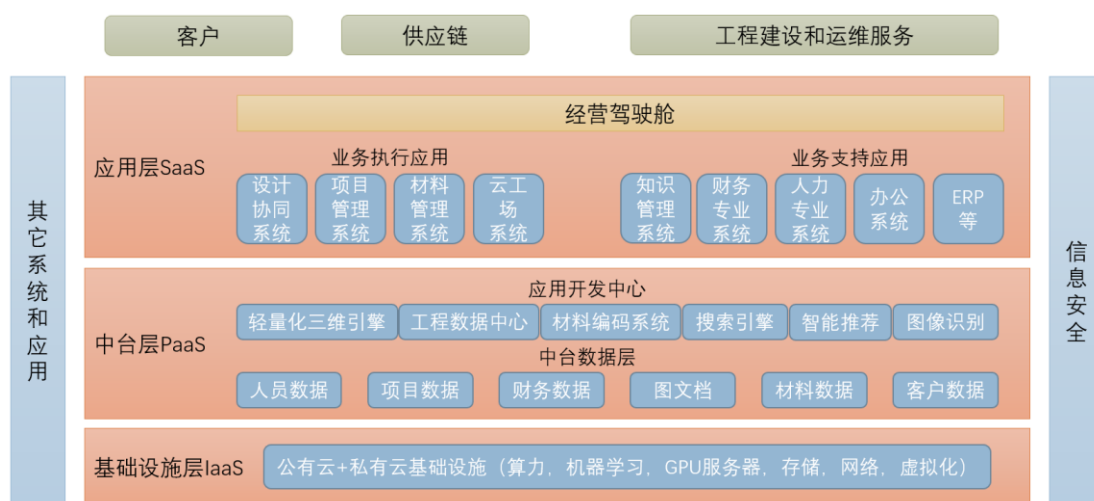 客户
供应链
工程建设和运维服务
其它系统和应用
应用层SaaS
经营驾驶舱
业务执行应用
业务支持应用
设计
协同
系统
项目
管理
系统
材料
管理
系统
云工
场
系统
知识
管理
系统
财务
专业
系统
人力
专业
系统
办公
系统
ERP
等
中台层PaaS
应用开发中心
轻量化三维引擎
工程数据中心
材料编码系统
搜索引擎
智能推荐
图像识别
中台数据层
人员数据
项目数据
财务数据
图文档
材料数据
客户数据
基础设施层IaaS
公有云+私有云基础设施（算力，机器学习，GPU服务器，存储，网络，虚拟化）
信息安全